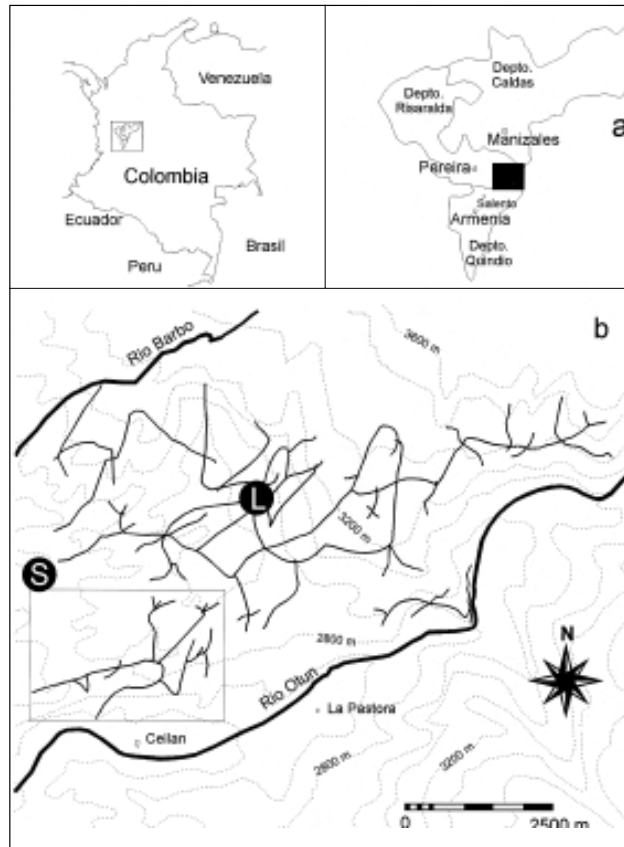 Venezuela
Colombia
Ecuador
Brasil
Peru
Depto.
Caldas
Depto.
Risaralda
a
Manizales
Pereira
Salento
Armenia
Depto.
Quindio
b
Rio Barbo
3600 m
L
3200 m
S
2800 m
N
Rio Otun
La Pastora
Ceilan
2800 m
3200 m
0 2500 m